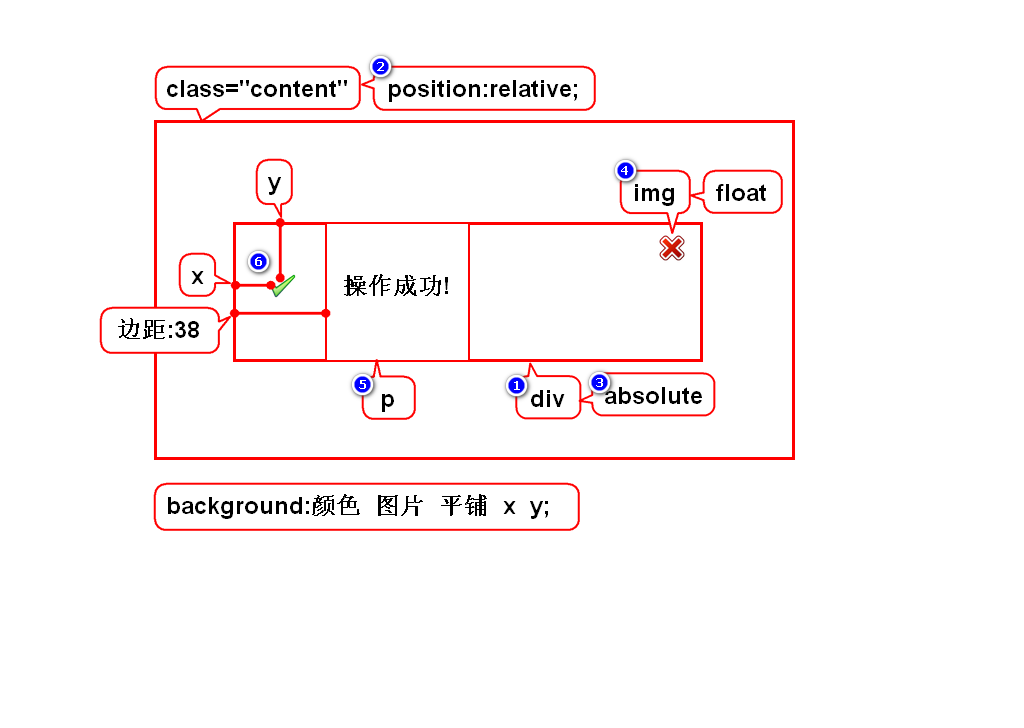 2
class="content"
position:relative;
4
y
img
float
6
x
操作成功!
边距:38
5
p
1
div
3
absolute
background:颜色 图片 平铺 x y;